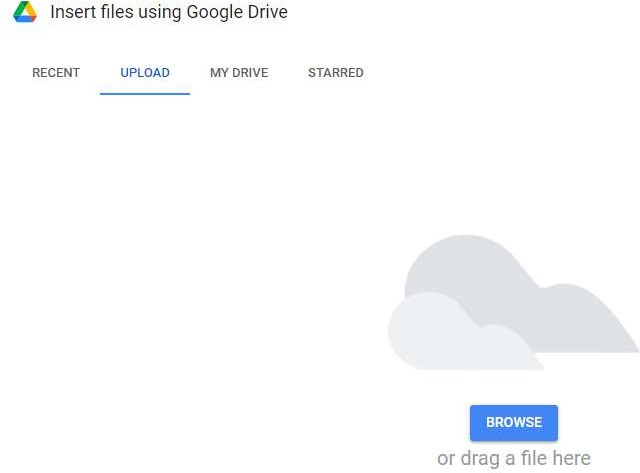 Insert files using Google Drive
RECENT UPLOAD MY DRIVE STARRED
BROWSE
or drag a file here